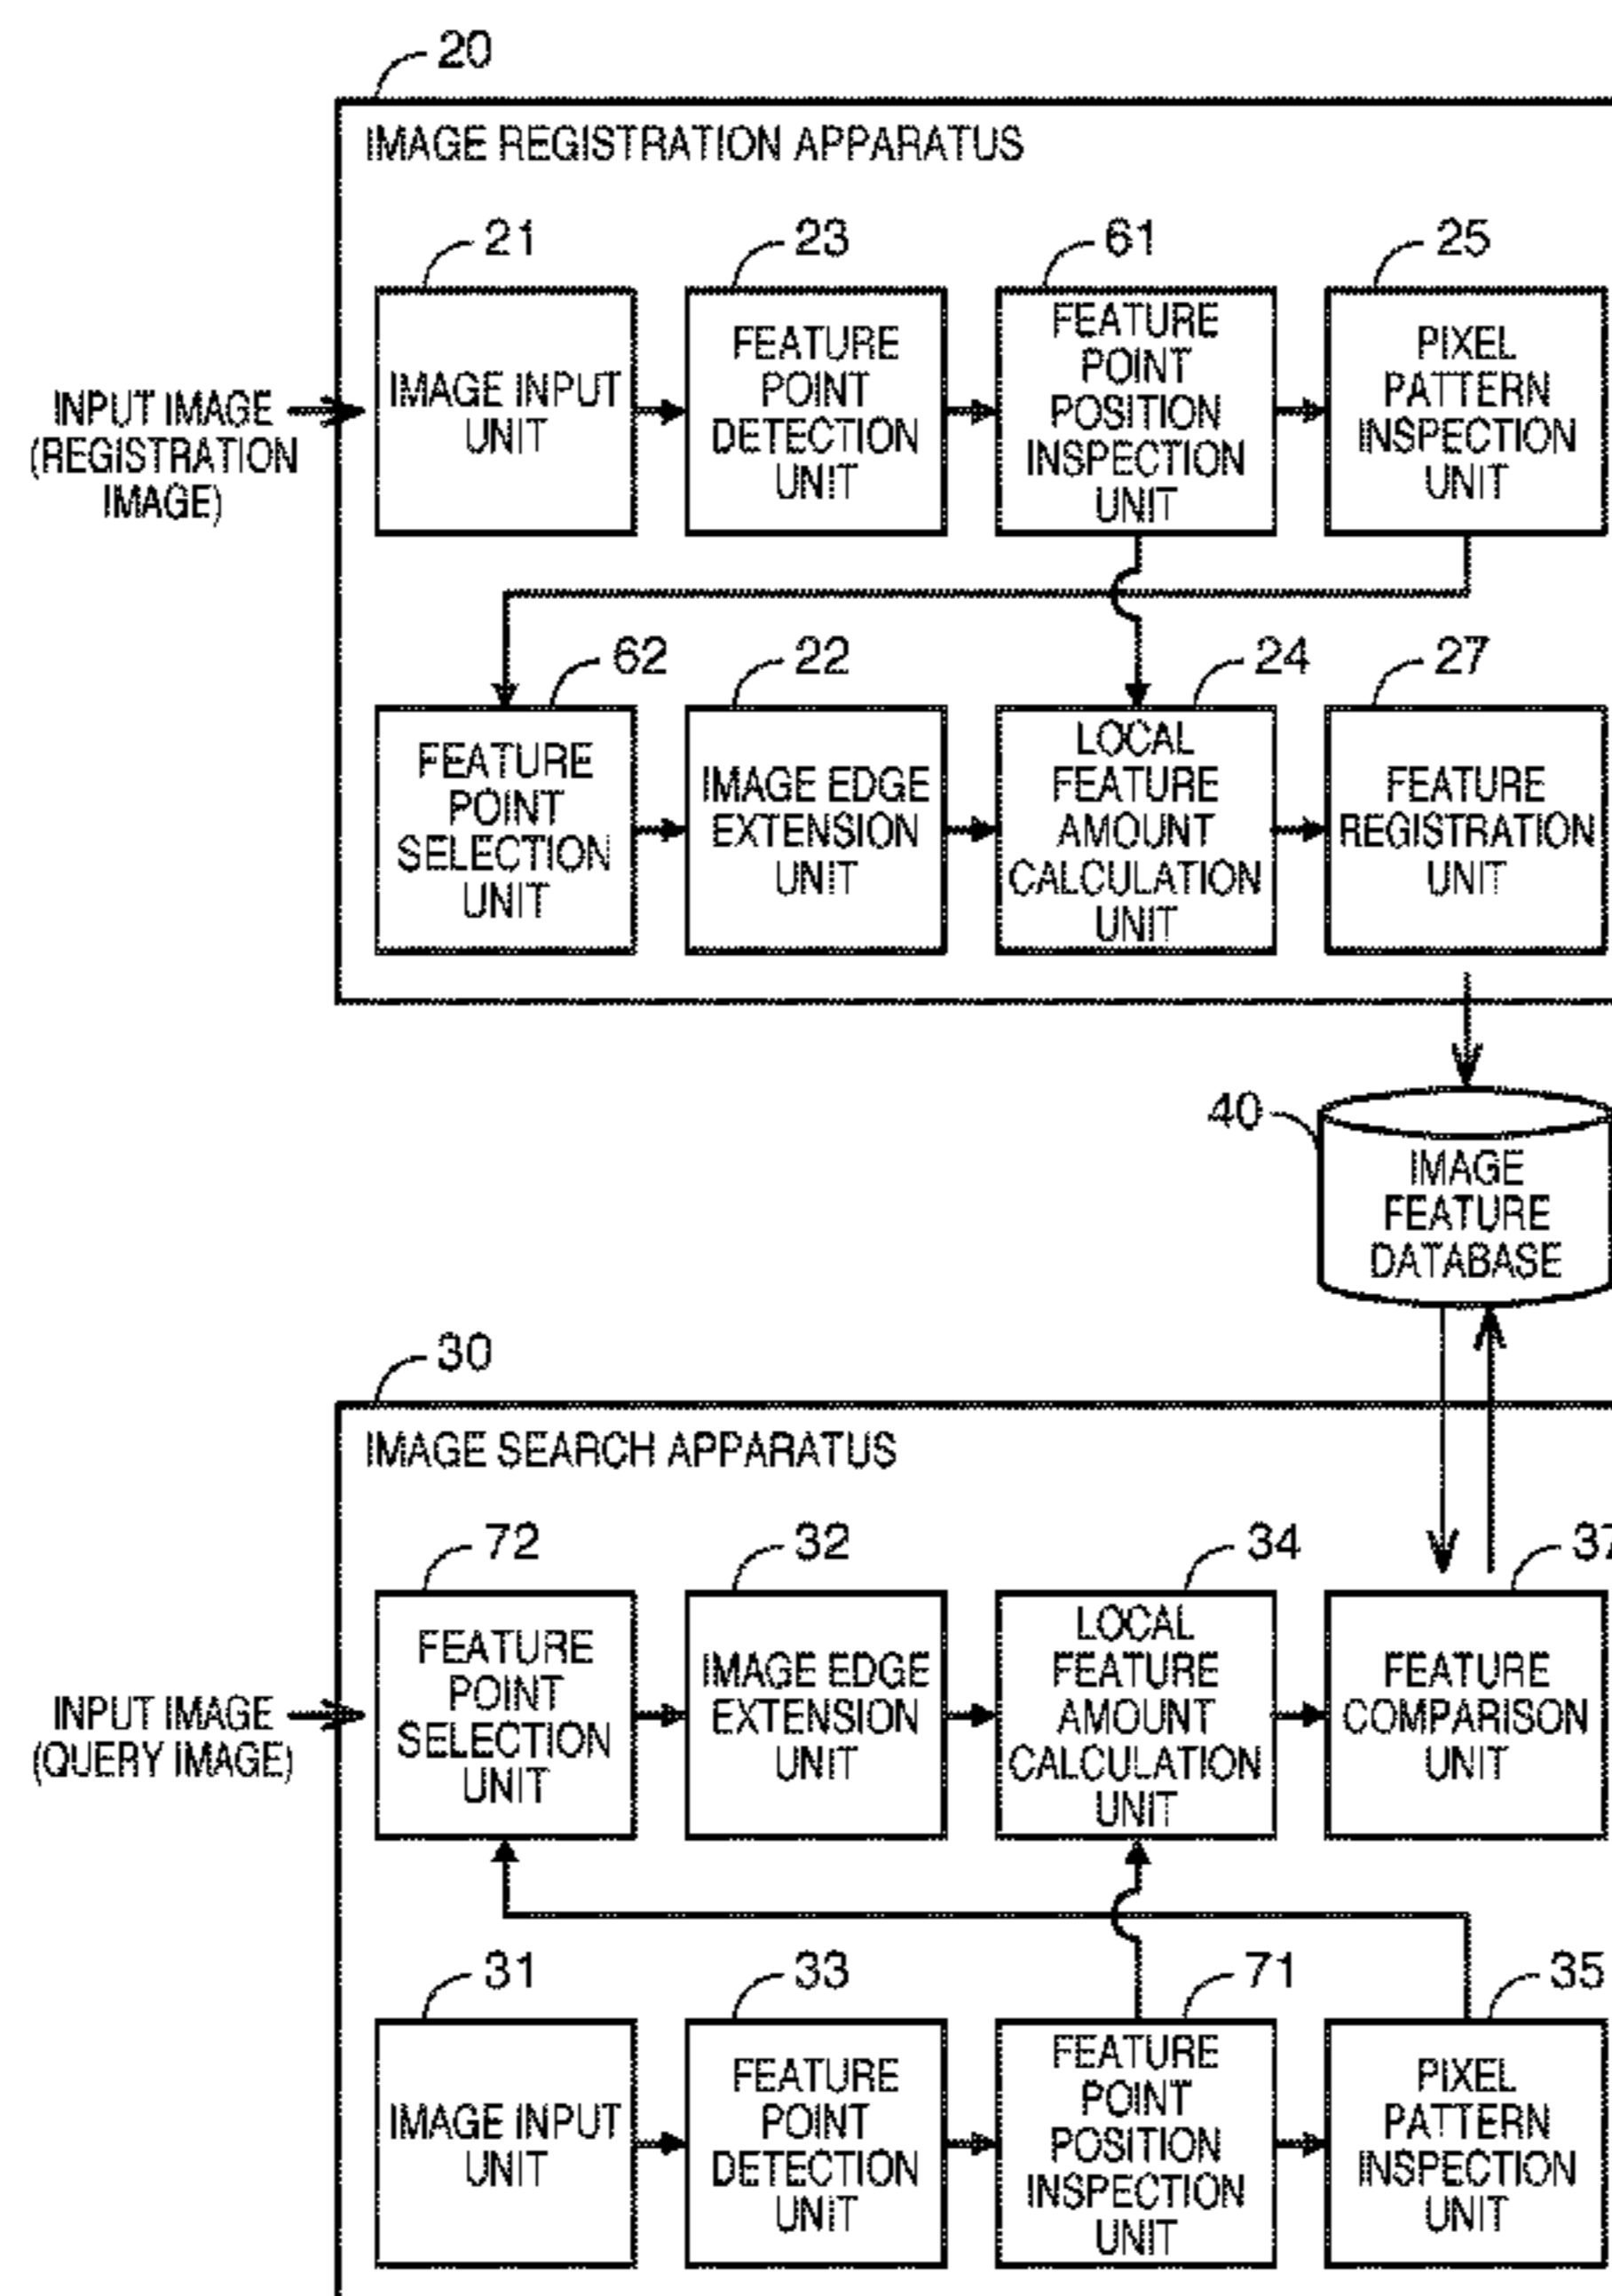 20
IMAGE REGISTRATION APPARATUS
21
23
61
25
INPUT IMAGE
(REGISTRATION
IMAGE)
IMAGE INPUT
UNIT
FEATURE
POINT
DETECTION
UNIT
FEATURE
POINT
POSITION
INSPECTION
UNIT
PIXEL
PATTERN
INSPECTION
UNIT
62
22
24
27
FEATURE
POINT
SELECTION
UNIT
IMAGE EDGE
EXTENSION
UNIT
LOCAL
FEATURE
AMOUNT
CALCULATION
UNIT
FEATURE
REGISTRATION
UNIT
40
IMAGE
FEATURE
DATABASE
30
IMAGE SEARCH APPARATUS
72
32
34
37
INPUT IMAGE
(QUERY IMAGE)
FEATURE
POINT
SELECTION
UNIT
IMAGE EDGE
EXTENSION
UNIT
LOCAL
FEATURE
AMOUNT
CALCULATION
UNIT
FEATURE
COMPARISON
UNIT
31
33
71
35
IMAGE INPUT
UNIT
FEATURE
POINT
DETECTION
UNIT
FEATURE
POINT
POSITION
INSPECTION
UNIT
PIXEL
PATTERN
INSPECTION
UNIT